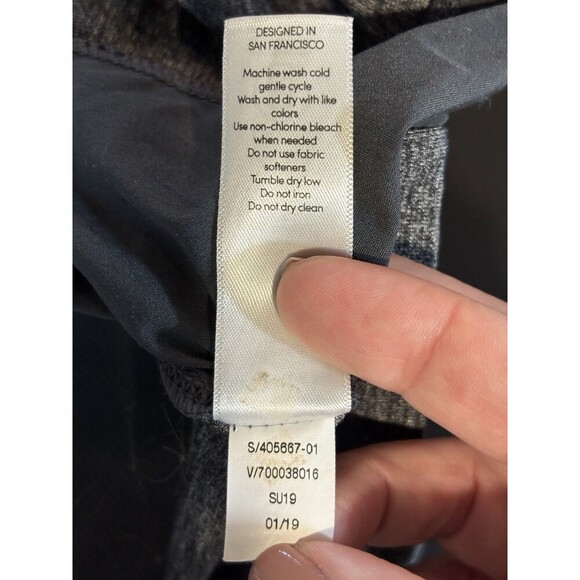 DESIGNED IN
SAN FRANCISCO
Machine wash cold
gentle cycle
Wash and dry with like
colors
Use non-chlorine bleach
when needed
Do not use fabric
softeners
Tumble dry low
Do not iron
Do not dry clean
S/405667-01
V/700038016
SU19
01/19